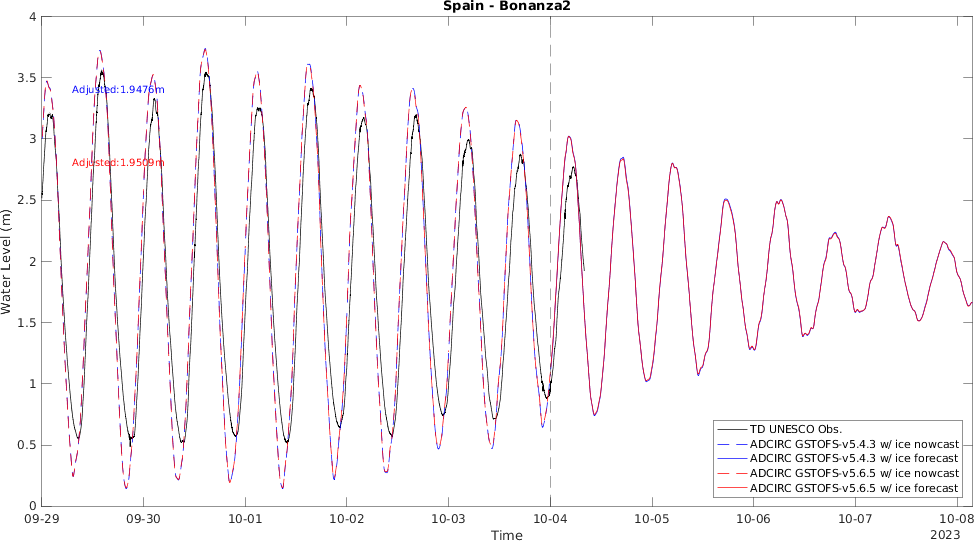 Spain - Bonanza2
4
3.5
3
2.5
2
1.5
1
0.5
0
Water Level (m)
Adjusted:1.9476m
Adjusted:1.9509m
TD UNESCO Obs.
ADCIRC GSTOFS-v5.4.3 w/ ice nowcast
ADCIRC GSTOFS-v5.4.3 w/ ice forecast
ADCIRC GSTOFS-v5.6.5 w/ ice nowcast
ADCIRC GSTOFS-v5.6.5 w/ ice forecast
09-29 09-30 10-01 10-02 10-03 10-04 10-05 10-06 10-07 10-08
2023
Time